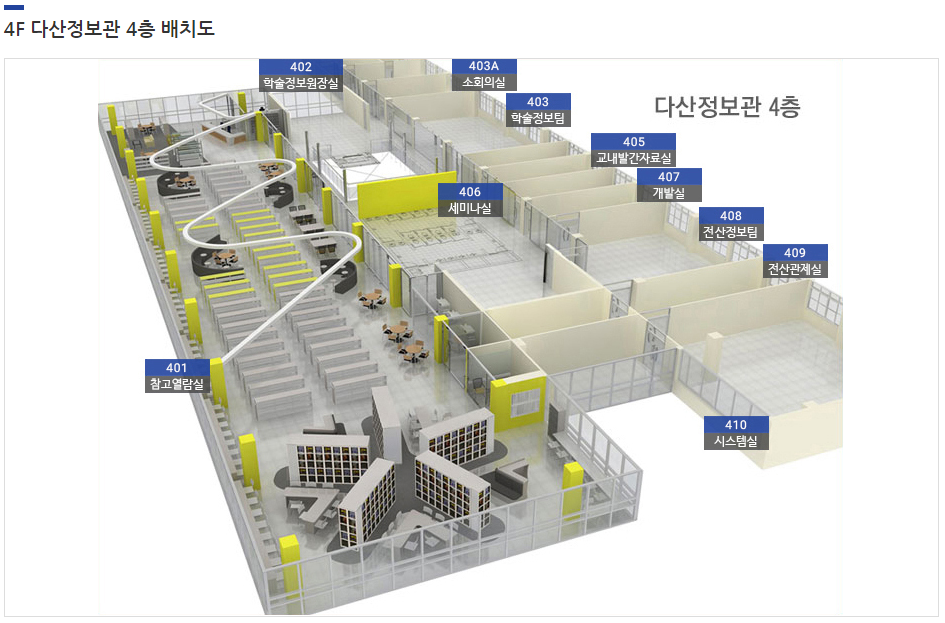 4F 다산정보관 4층 배치도
다산정보관 4층
402
학술정보원장실
403A
소회의실
403
학술정보팀
405
교내발간자료실
407
개발실
406
세미나실
408
전산정보팀
409
전산관제실
401
참고열람실
410
시스템실